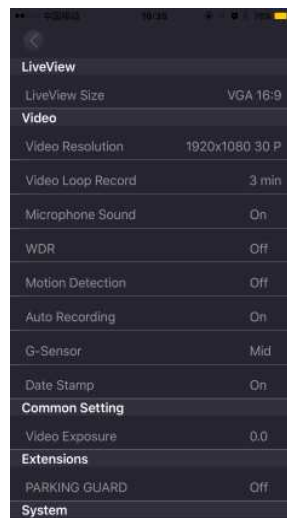 LiveView
LiveView Size VGA 16:9
Video
Video Resolution 1920x1080 30 P
Video Loop Record 3 min
Microphone Sound On
WDR Off
Motion Detection Off
Auto Recording On
G-Sensor Mid
Date Stamp On
Common Setting
Video Exposure 0.0
Extensions
PARKING GUARD Off
System